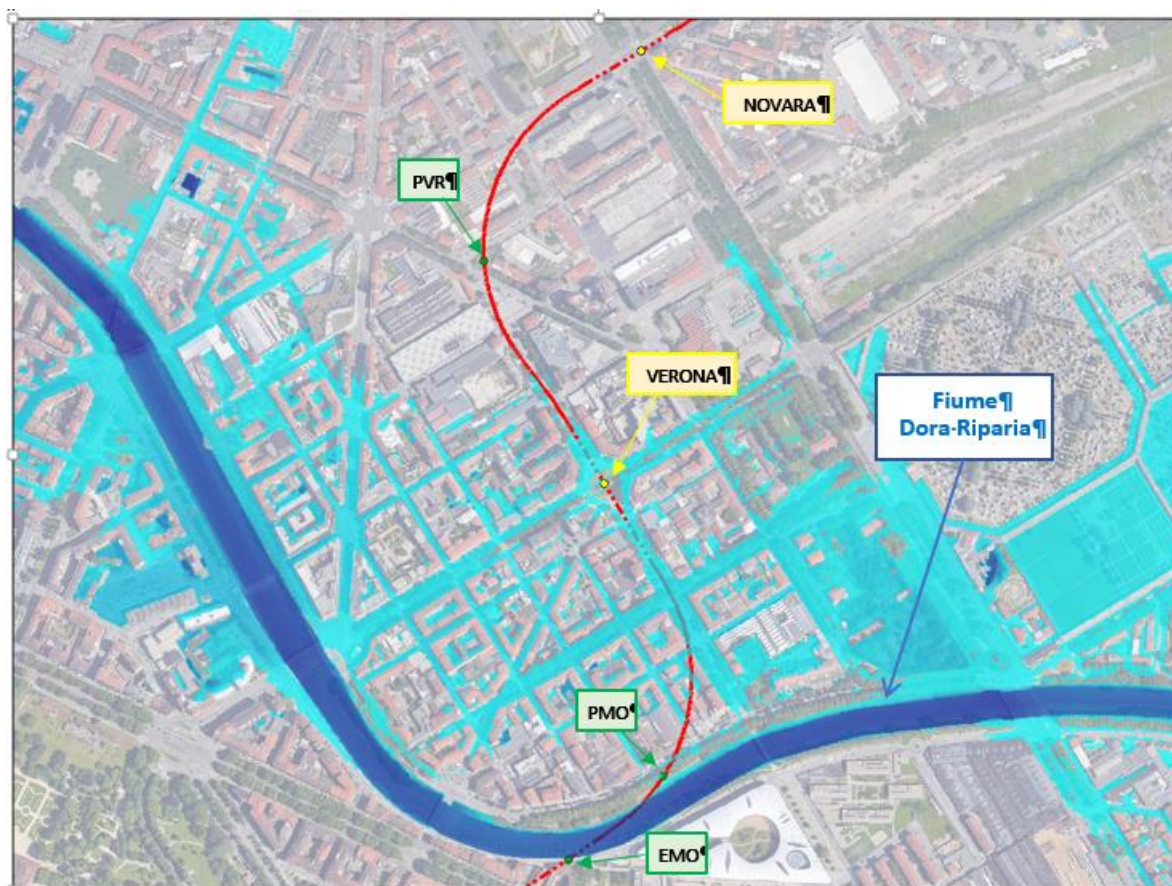 NOVARA¶
PVR¶
VERONA¶
Fiume¶
Dora-Riparia¶
PMO¶
EMO¶